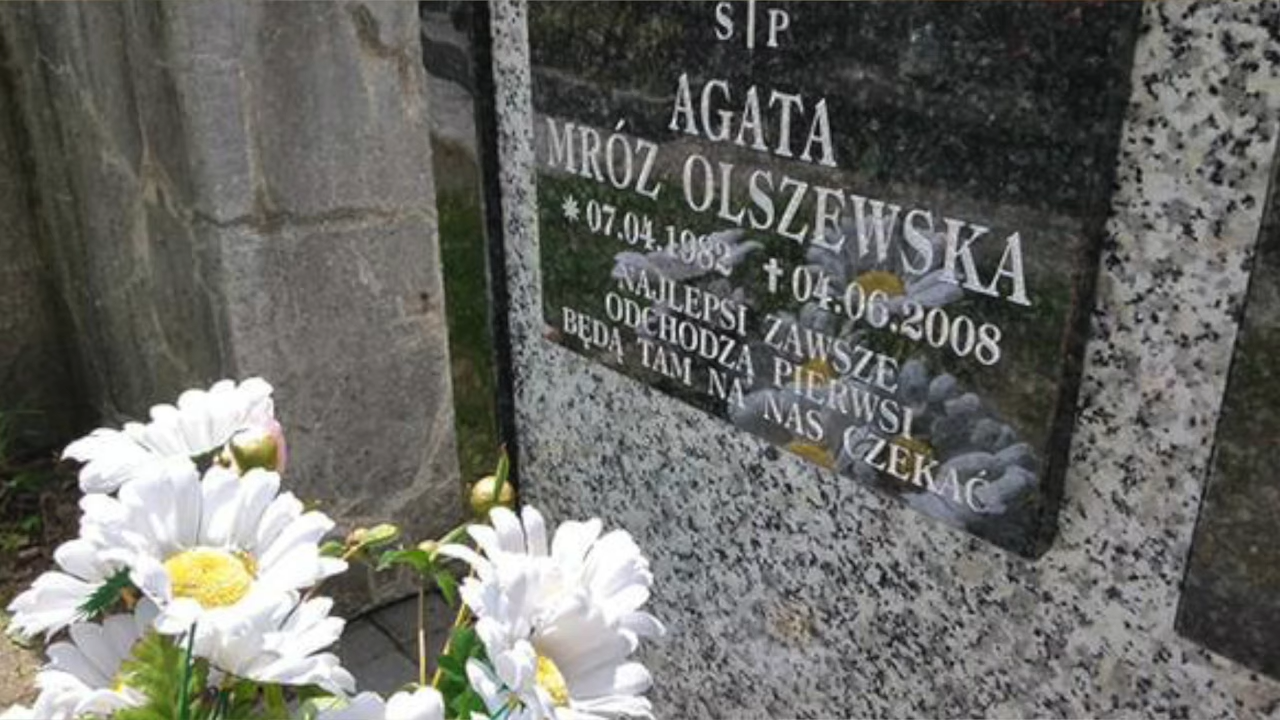 Ś P
AGATA
MRÓZ OLSZEWSKA
* 07.04.1982 † 04.06.2008
NAJLEPSI ZAWSZE
ODCHODZĄ PIERWSI
BĘDĄ TAM NA NAS CZEKAĆ